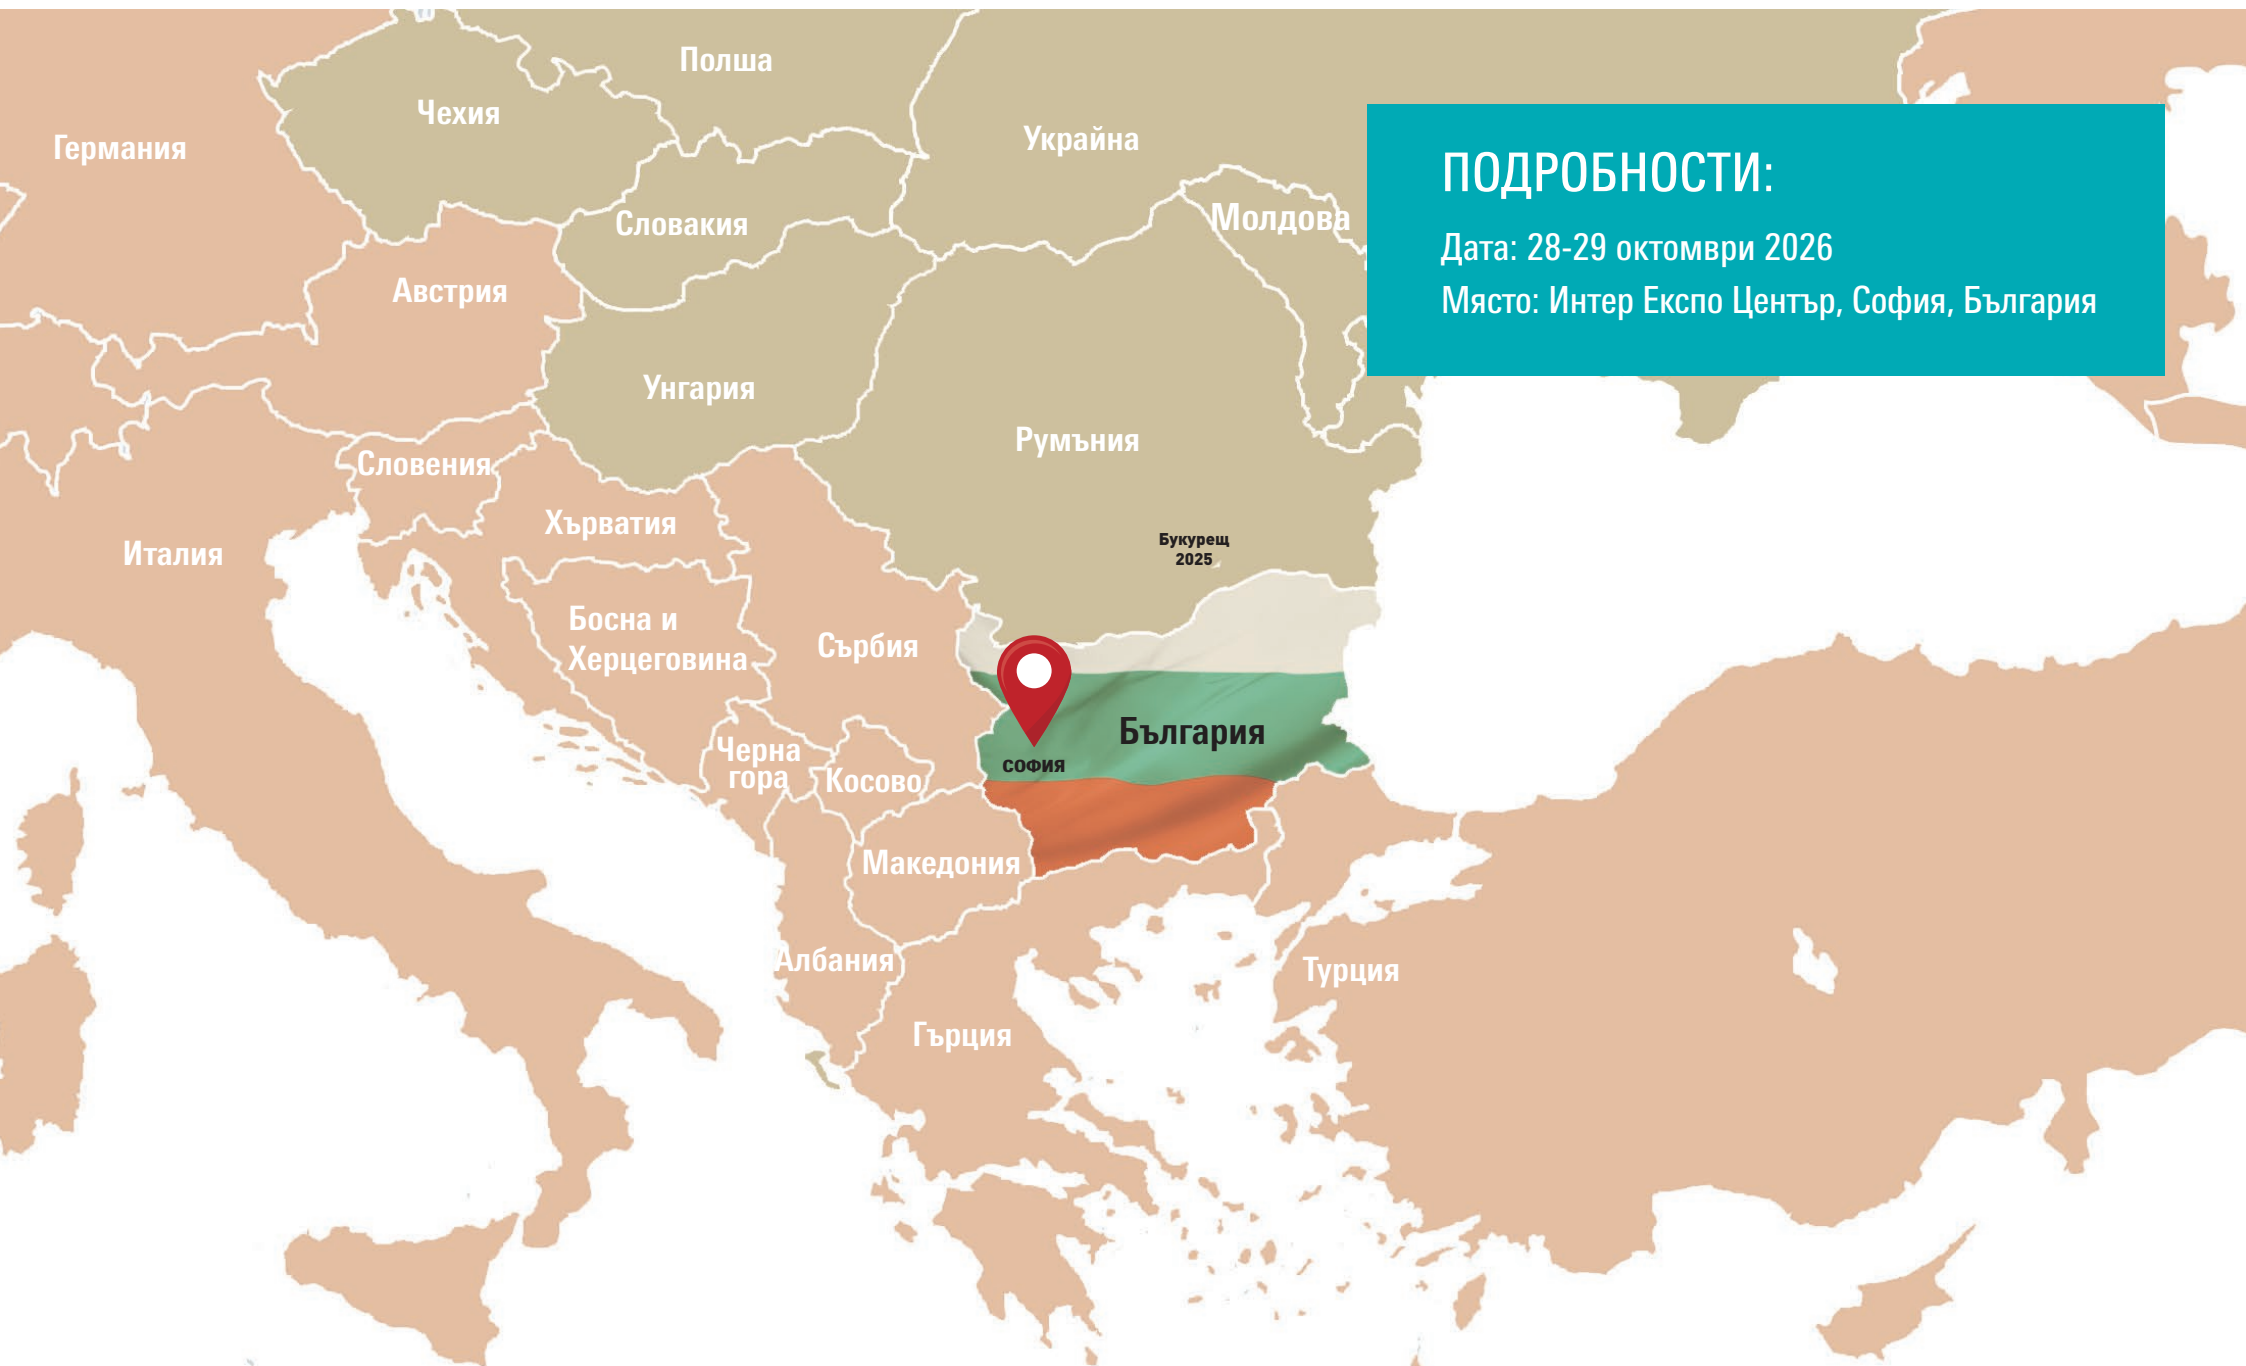 Полша
Чехия
Германия
Украйна
ПОДРОБНОСТИ:
Дата: 28-29 октомври 2026
Място: Интер Експо Център, София, България
Словакия
Молдова
Австрия
Унгария
Румъния
Словения
Хърватия
Италия
Букурещ
2025
Босна и
Херцеговина
Сърбия
България
СОФИЯ
Черна
гора
Косово
Македония
Албания
Турция
Гърция